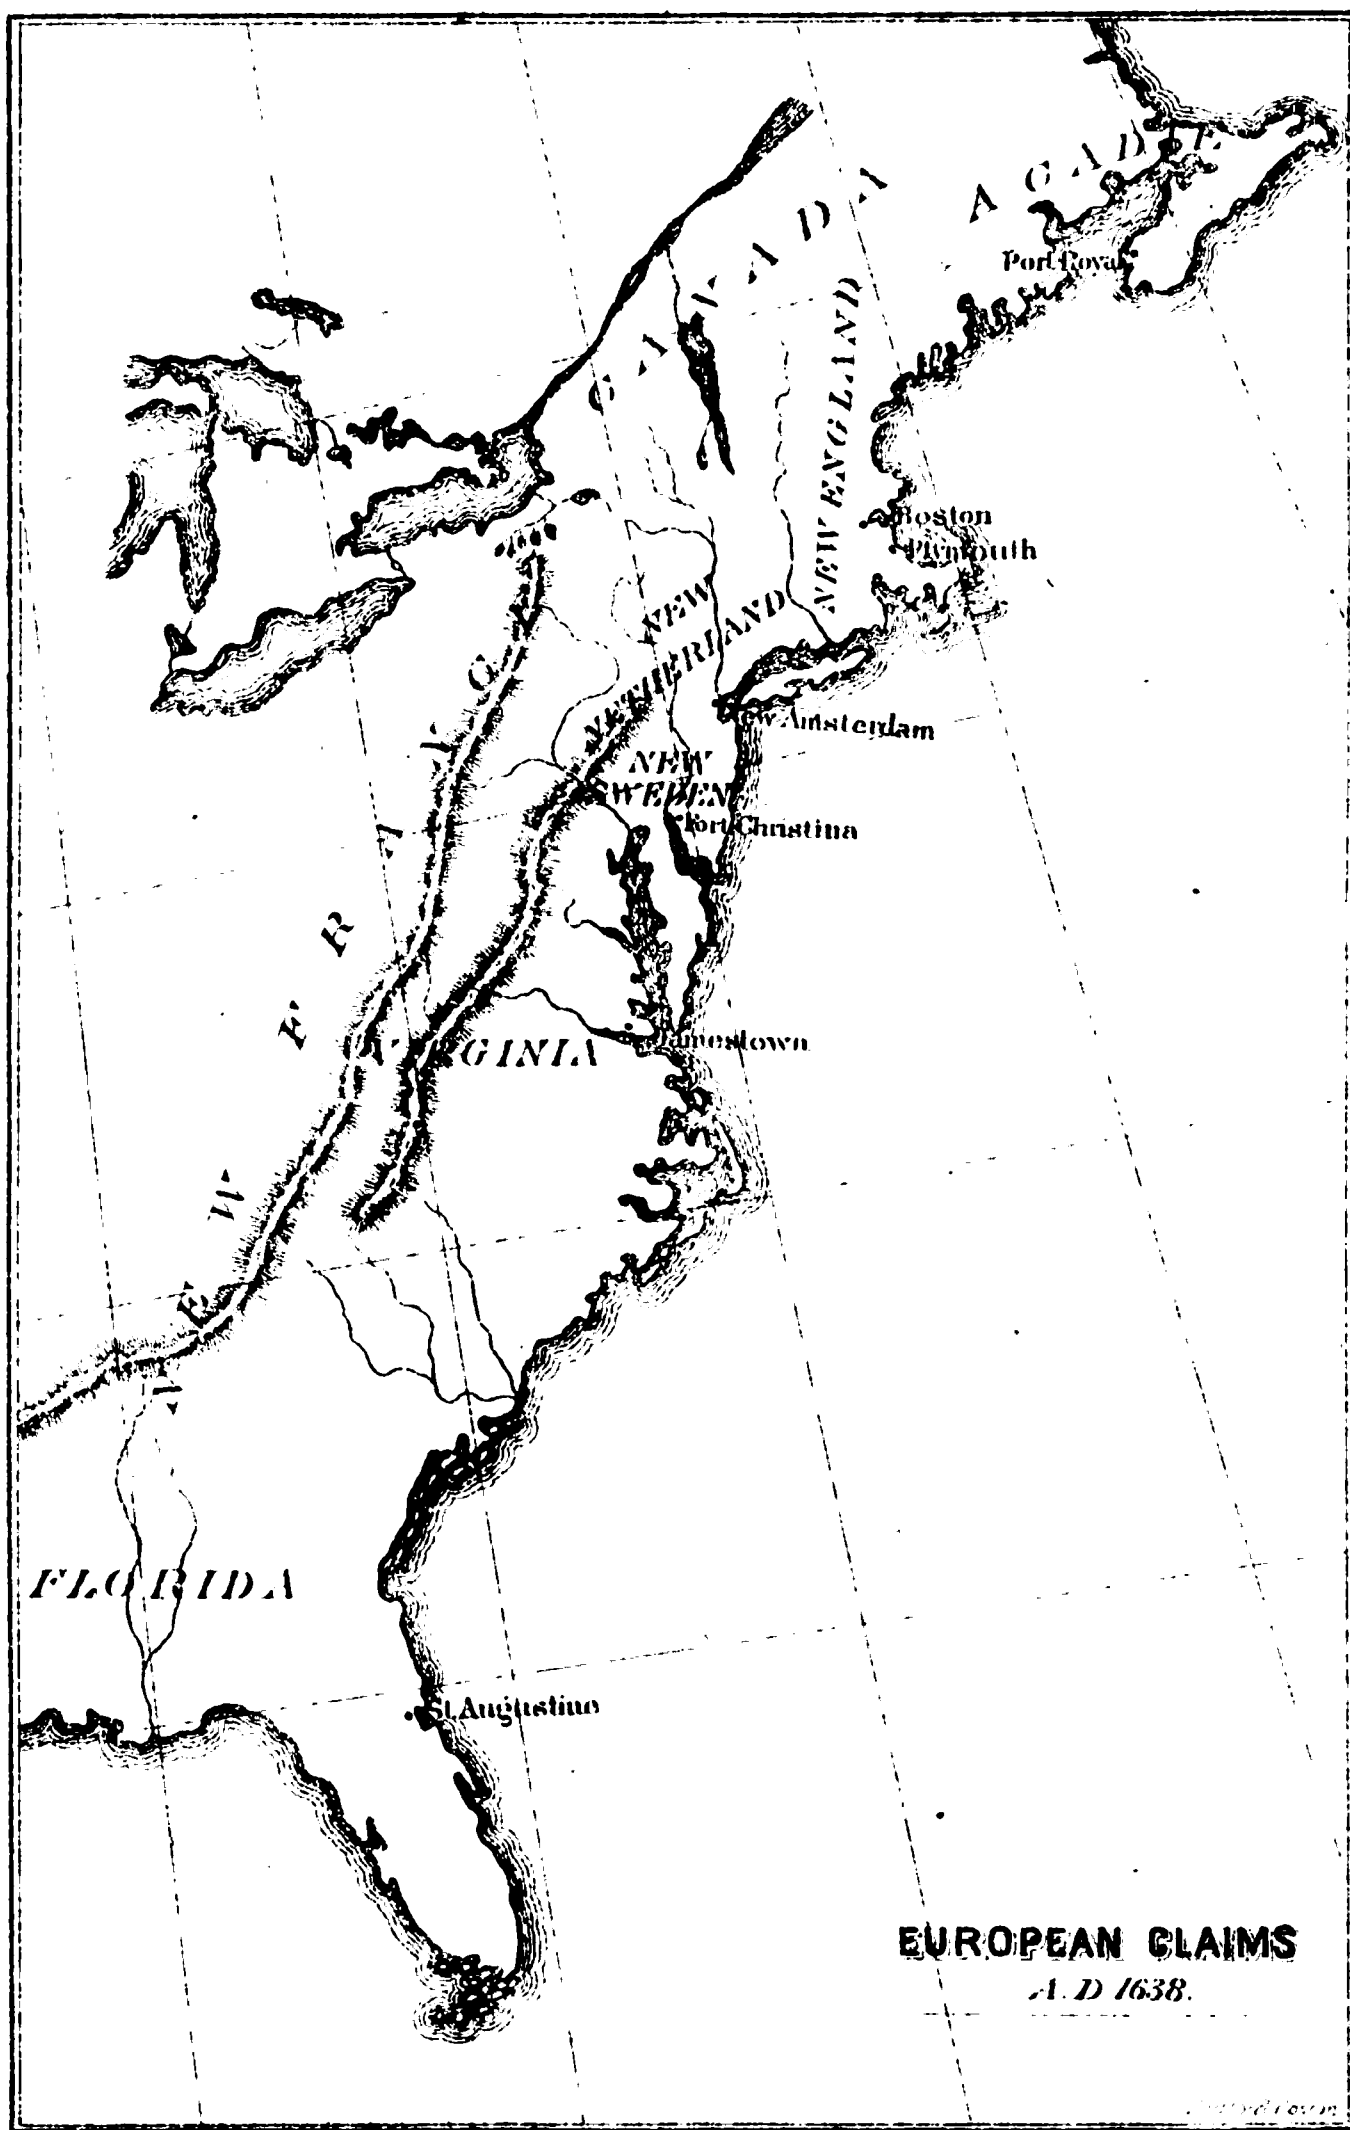 CANADA
ACADIE
Port Royal
NEW ENGLAND
Boston
Plymouth
NEW
NETHERLAND
New Amsterdam
NEW
SWEDEN
Fort Christina
NEW FRANC
Jamestown
VIRGINIA
FLORIDA
St. Augustine
EUROPEAN CLAIMS
A.D 1638.